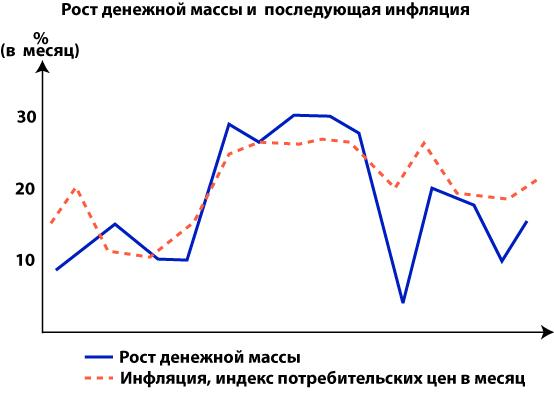 Рост денежной массы и последующая инфляция
%
(в месяц)
30
20
10
Рост денежной массы
Инфляция, индекс потребительских цен в месяц